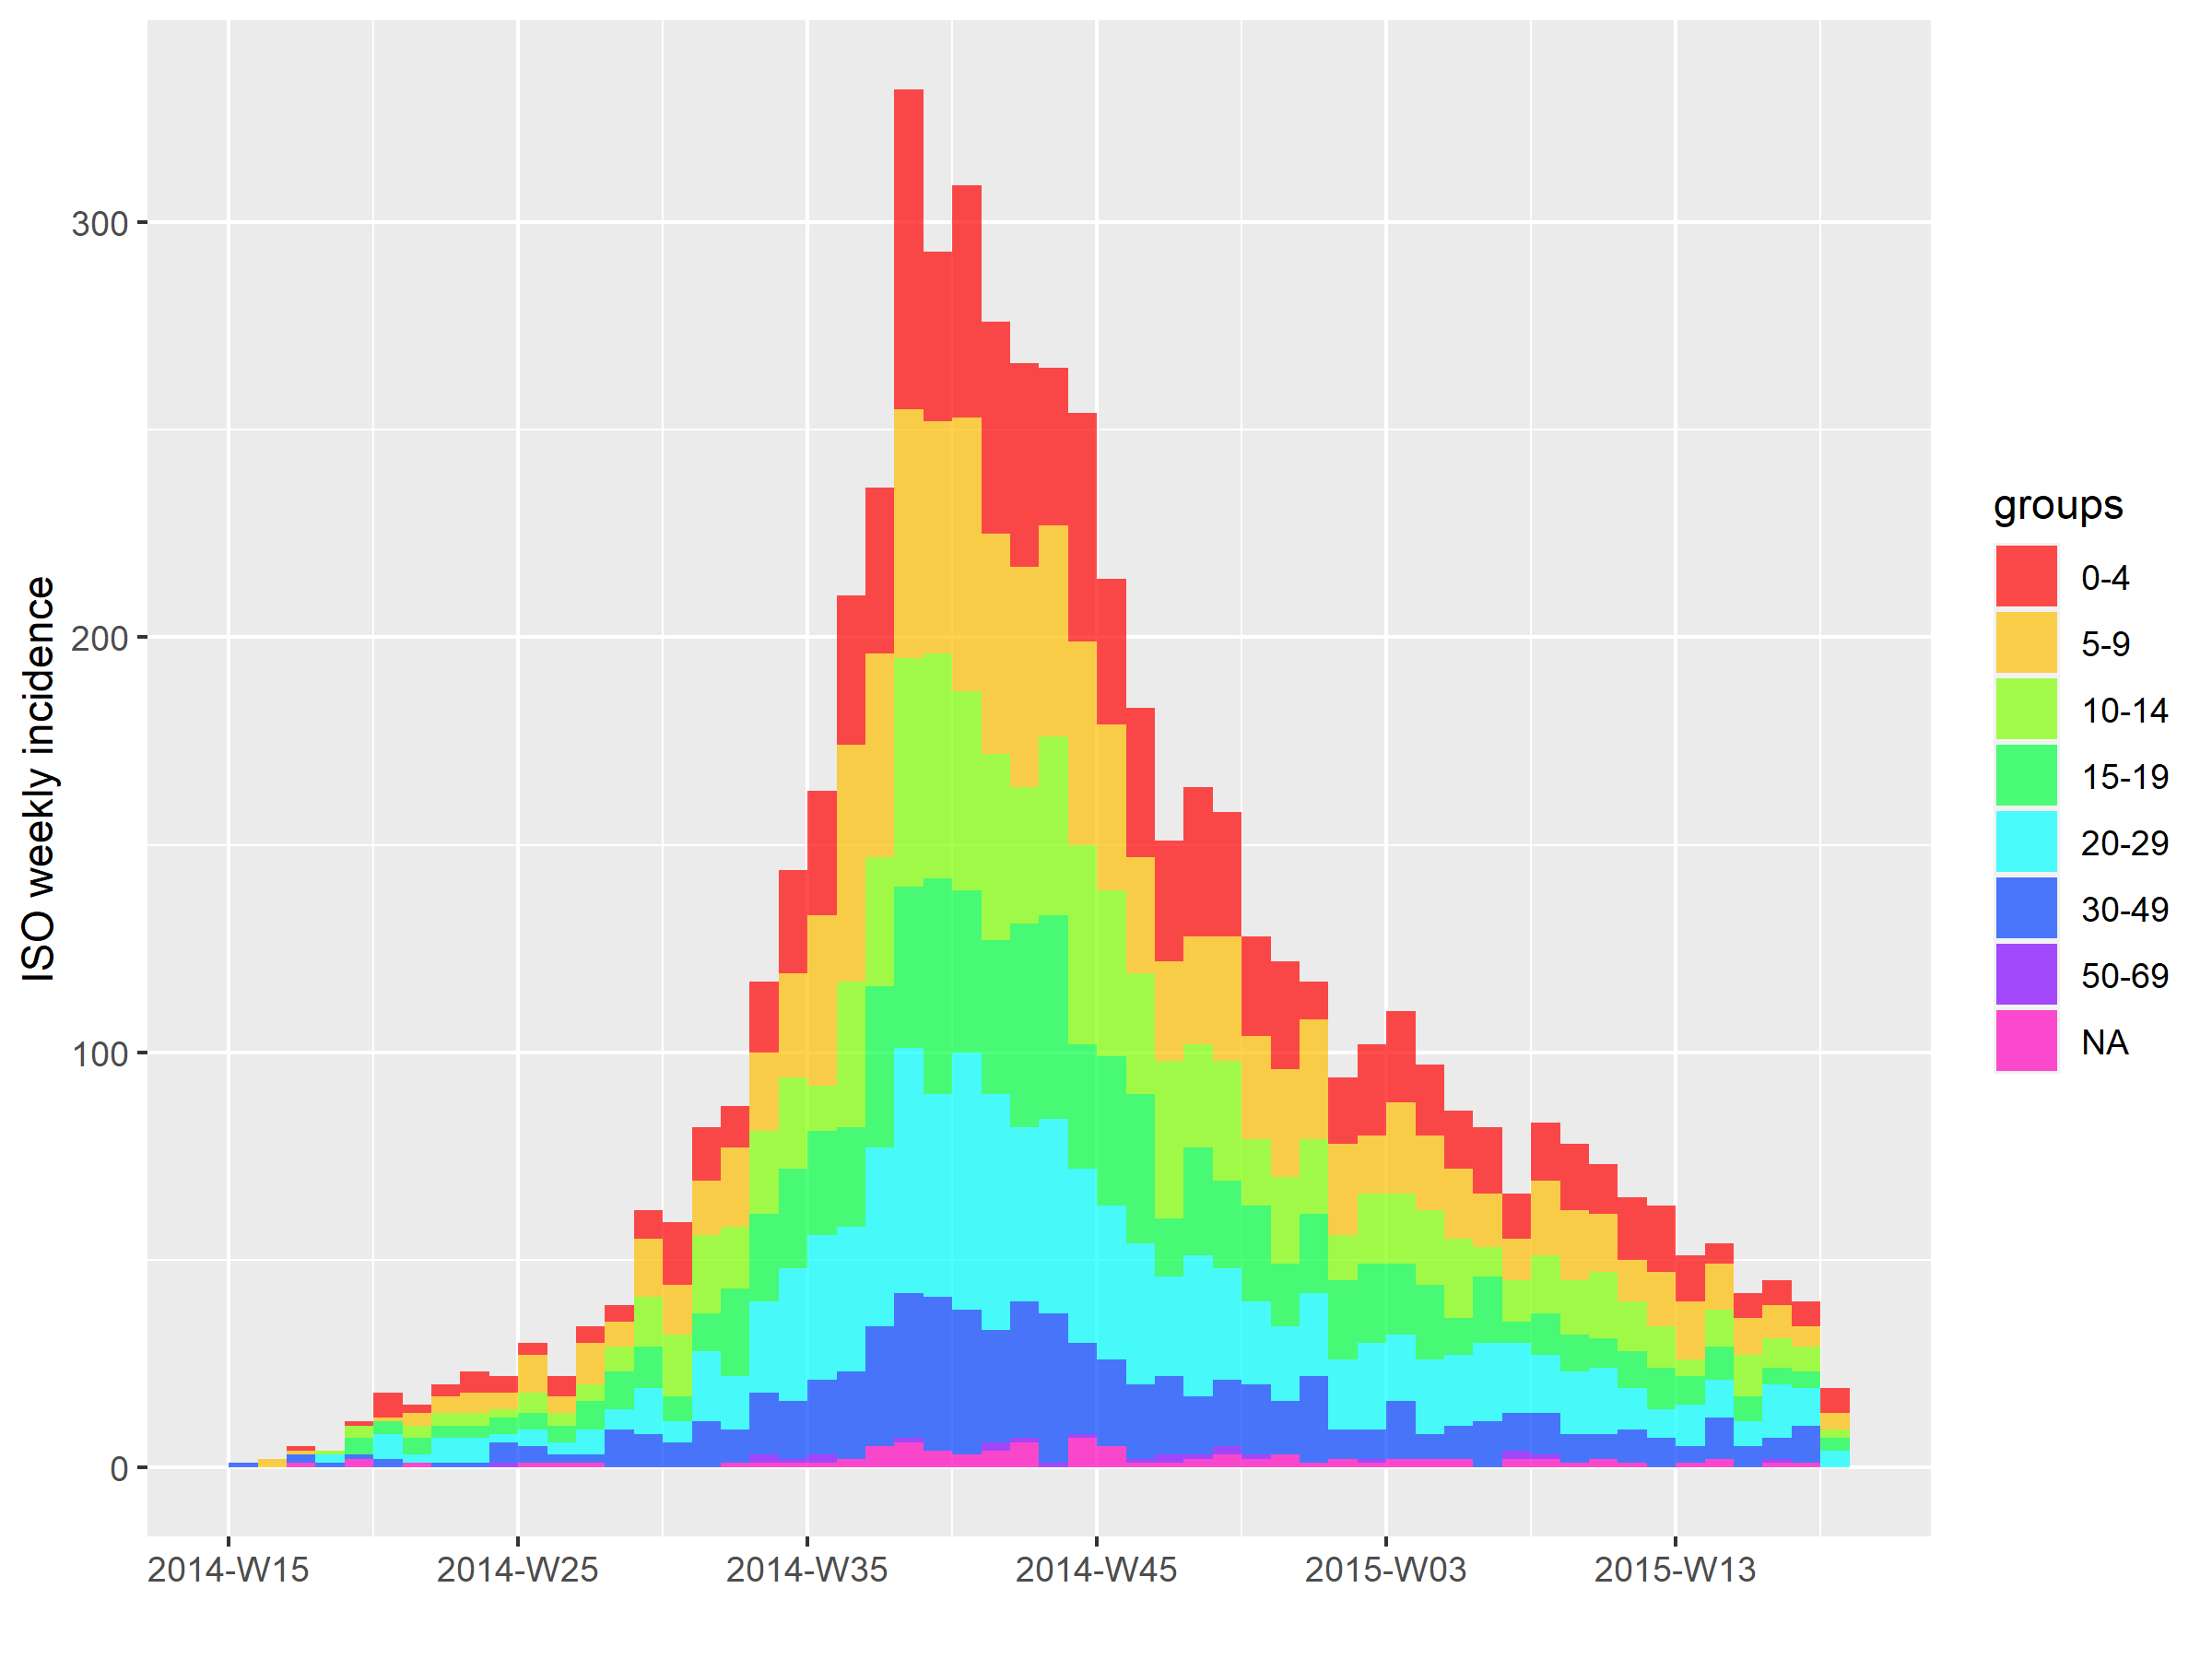 ISO weekly incidence
300
200
100
0
2014-W15
2014-W25
2014-W35
2014-W45
2015-W03
2015-W13
groups
0-4
5-9
10-14
15-19
20-29
30-49
50-69
NA